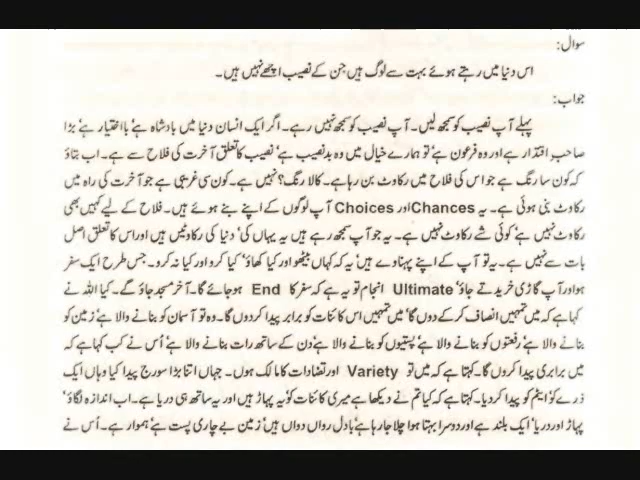 سوال:
اس دنیا میں رہتے ہوئے بہت سے لوگ ہیں جن کے نصیب اچھے نہیں ہیں۔
جواب:
پہلے آپ نصیب کو سمجھ لیں۔ آپ نصیب کو سمجھ نہیں رہے۔ اگر ایک انسان دنیا میں بادشاہ ہے' بااختیار ہے' بڑا
صاحبِ اقتدار ہے اور وہ فرعون ہے' تو ہمارے خیال میں وہ بدنصیب ہے' نصیب کا تعلق آخرت کی فلاح سے ہے۔ اب بتاؤ
کہ کون سا رنگ ہے جو اس کی فلاح میں رکاوٹ بن رہا ہے۔ کالا رنگ؟ نہیں ہے۔ کون سی غریبی ہے جو آخرت کی راہ میں
رکاوٹ بنی ہوئی ہے۔ یہ Chances اور Choices آپ لوگوں کے اپنے بنے ہوئے ہیں۔ فلاح کے لیے کہیں بھی
رکاوٹ نہیں ہے' کوئی شے رکاوٹ نہیں ہے۔ یہ جو آپ سمجھ رہے ہیں یہ یہاں کی' دنیا کی رکاوٹیں ہیں اور اس کا تعلق اصل
بات سے نہیں ہے۔ یہ تو آپ کے اپنے پہناوے ہیں' یہ کہ کہاں بیٹھو اور کیا کھاؤ' کیا کرو اور کیا نہ کرو۔ جس طرح ایک سفر
ہو اور آپ گاڑی خریدتے جاؤ' Ultimate انجام تو یہ ہے کہ سفر کا End ہو جائے گا۔ آخر مسجد جاؤ گے۔ کیا اللہ نے
کہا ہے کہ میں تمہیں انصاف کر کے دوں گا' میں تمہیں اس کائنات کو برابر پیدا کر دوں گا۔ وہ تو آسمان کو بنانے والا ہے' زمین کو
بنانے والا ہے' رفعتوں کو بنانے والا ہے' پستیوں کو بنانے والا ہے' دن کے ساتھ رات بنانے والا ہے' اُس نے کب کہا ہے کہ
میں برابری پیدا کروں گا۔ کہتا ہے کہ میں تو Variety اور تضادات کا مالک ہوں۔ جہاں اتنا بڑا سورج پیدا کیا وہاں ایک
ذرے کو' ایٹم کو پیدا کر دیا۔ کہتا ہے کہ کیا تم نے دیکھا ہے میری کائنات کو' یہ پہاڑ ہیں اور یہ ساتھ ہی دریا ہے۔ اب اندازہ لگاؤ'
پہاڑ اور دریا' ایک بلند ہے اور دوسرا بہتا ہوا چلا جا رہا ہے' بادل رواں دواں ہیں' زمین بے چاری پست ہے' ہموار ہے۔ اُس نے